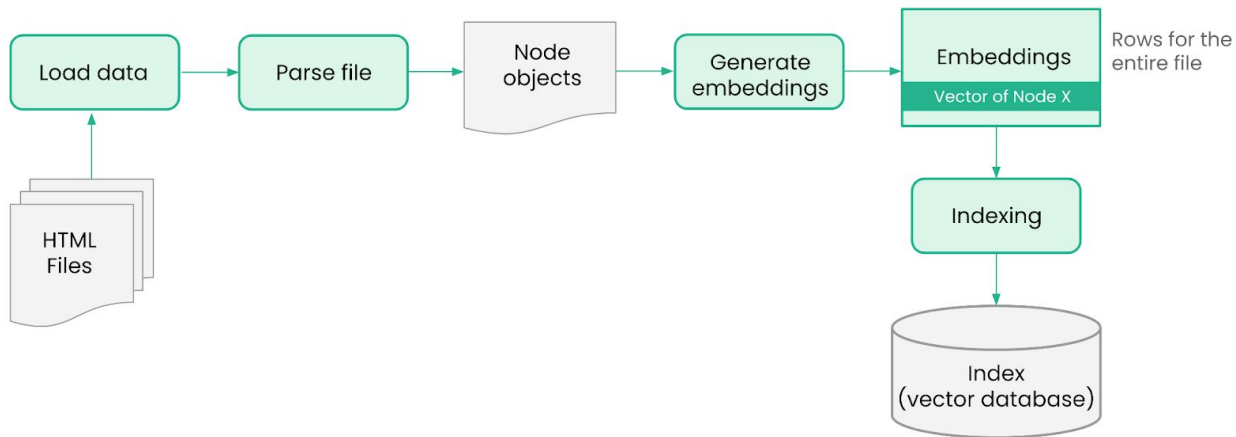 Load data
Parse file
Node
objects
Generate
embeddings
Embeddings
Vector of Node X
Rows for the
entire file
HTML
Files
Indexing
Index
(vector database)